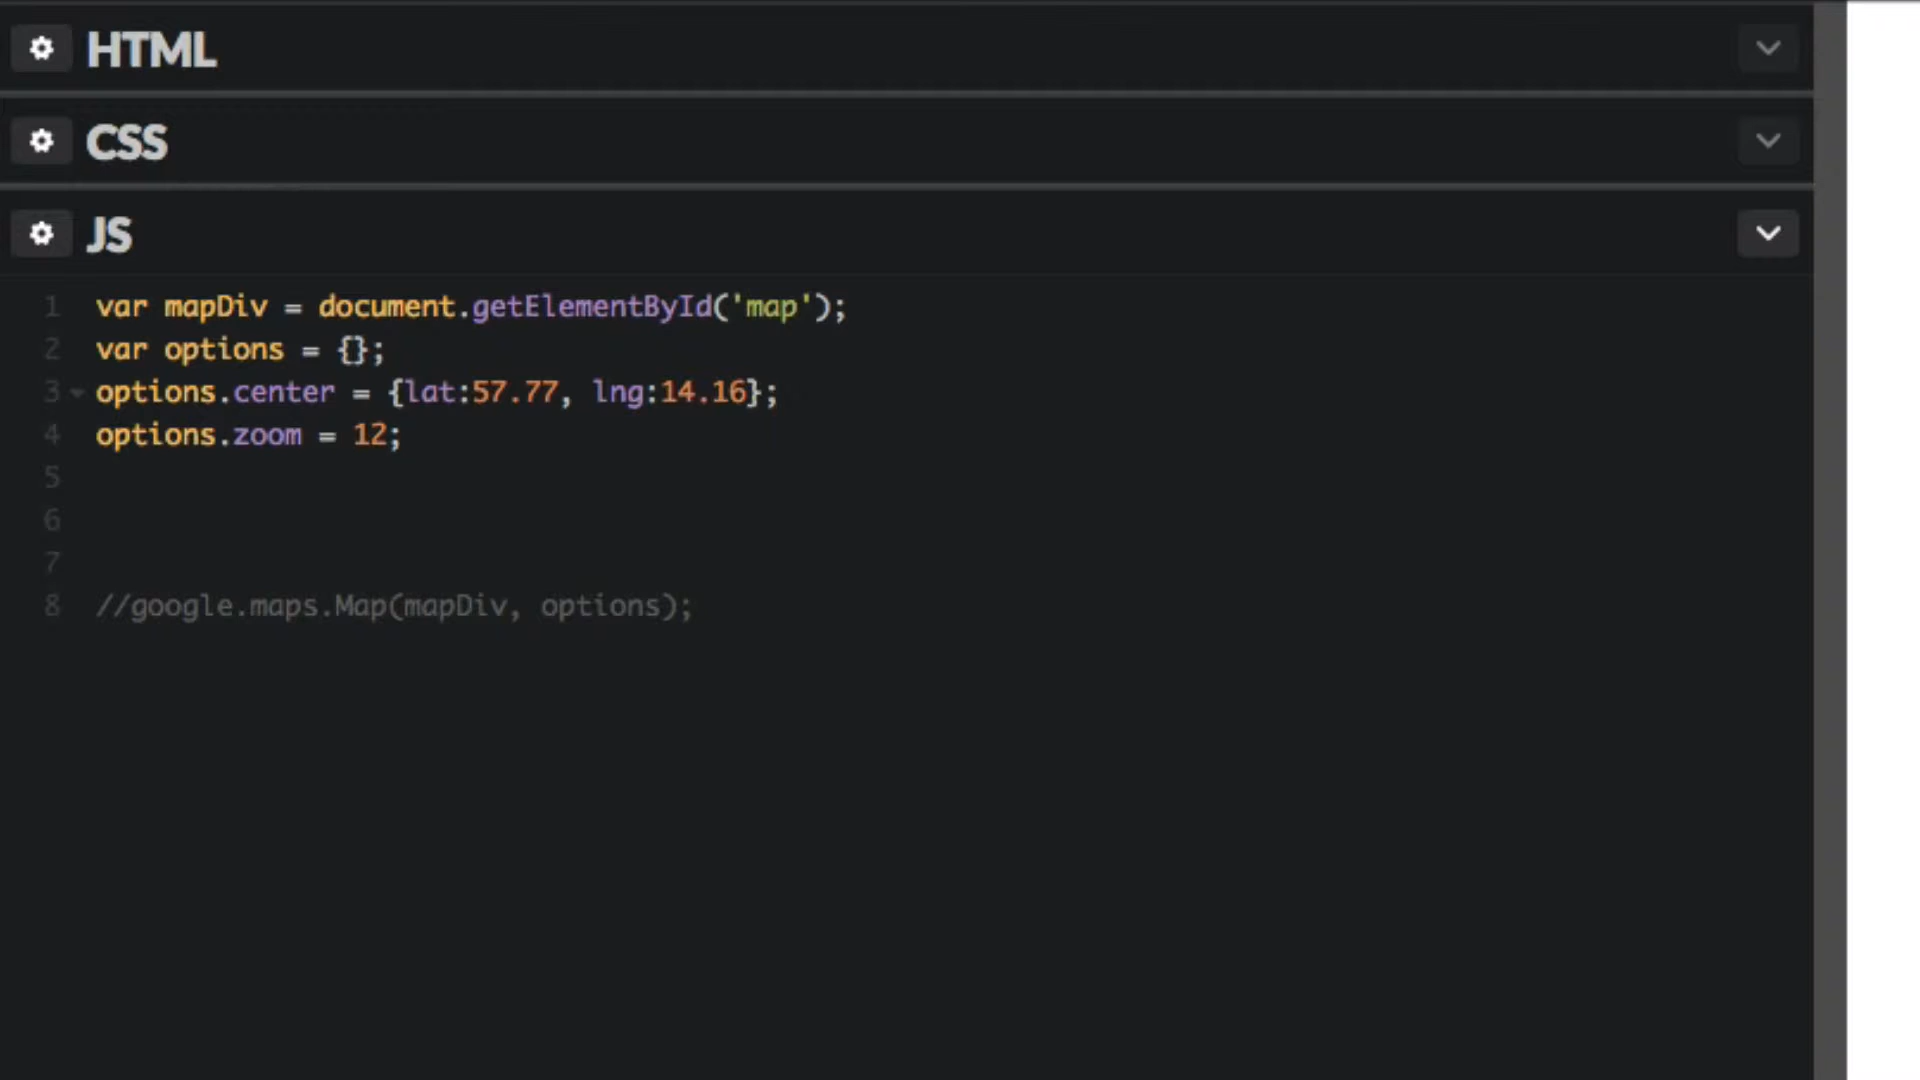 HTML
CSS
JS
1 var mapDiv = document.getElementById('map');
2 var options = {};
3 options.center = {lat:57.77, lng:14.16};
4 options.zoom = 12;
5
6
7
8 //google.maps.Map(mapDiv, options);